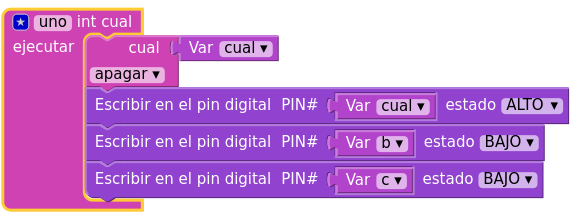 uno int cual
ejecutar cual Var cual
apagar
Escribir en el pin digital PIN# Var cual estado ALTO
Escribir en el pin digital PIN# Var b estado BAJO
Escribir en el pin digital PIN# Var c estado BAJO